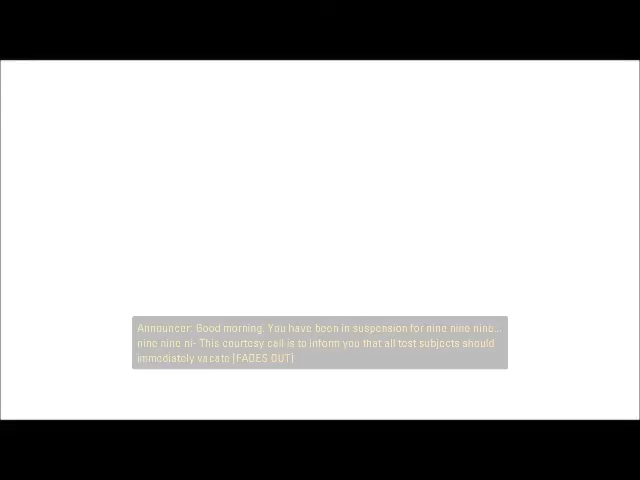 Announcer: Good morning. You have been in suspension for nine nine nine...
nine nine ni- This courtesy call is to inform you that all test subjects should
immediately vacate [FADES OUT]